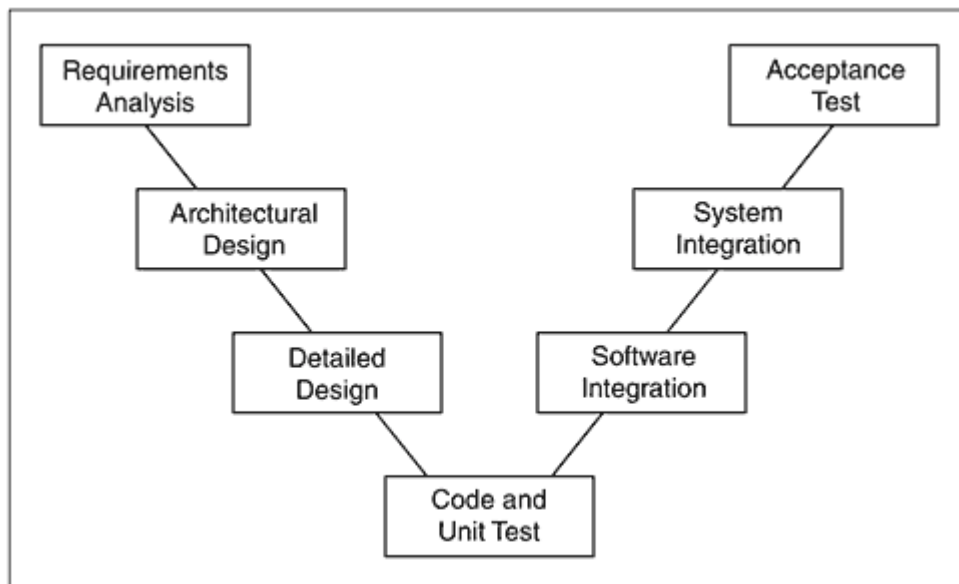 Requirements
Analysis
Acceptance
Test
Architectural
Design
System
Integration
Detailed
Design
Software
Integration
Code and
Unit Test